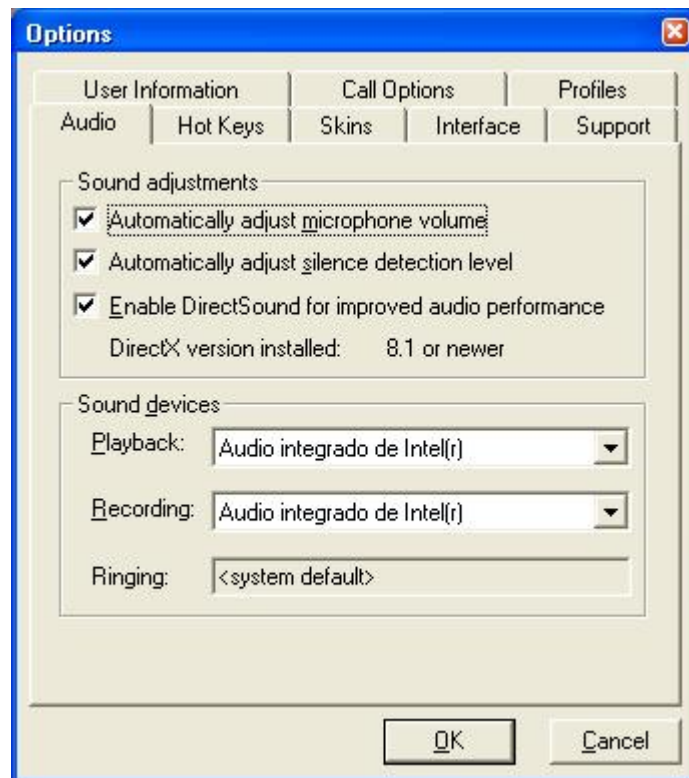 Options
User Information Call Options Profiles
Audio Hot Keys Skins Interface Support
Sound adjustments
Automatically adjust microphone volume
Automatically adjust silence detection level
Enable DirectSound for improved audio performance
DirectX version installed: 8.1 or newer
Sound devices
Playback: Audio integrado de Intel(r)
Recording: Audio integrado de Intel(r)
Ringing: <system default>
OK Cancel